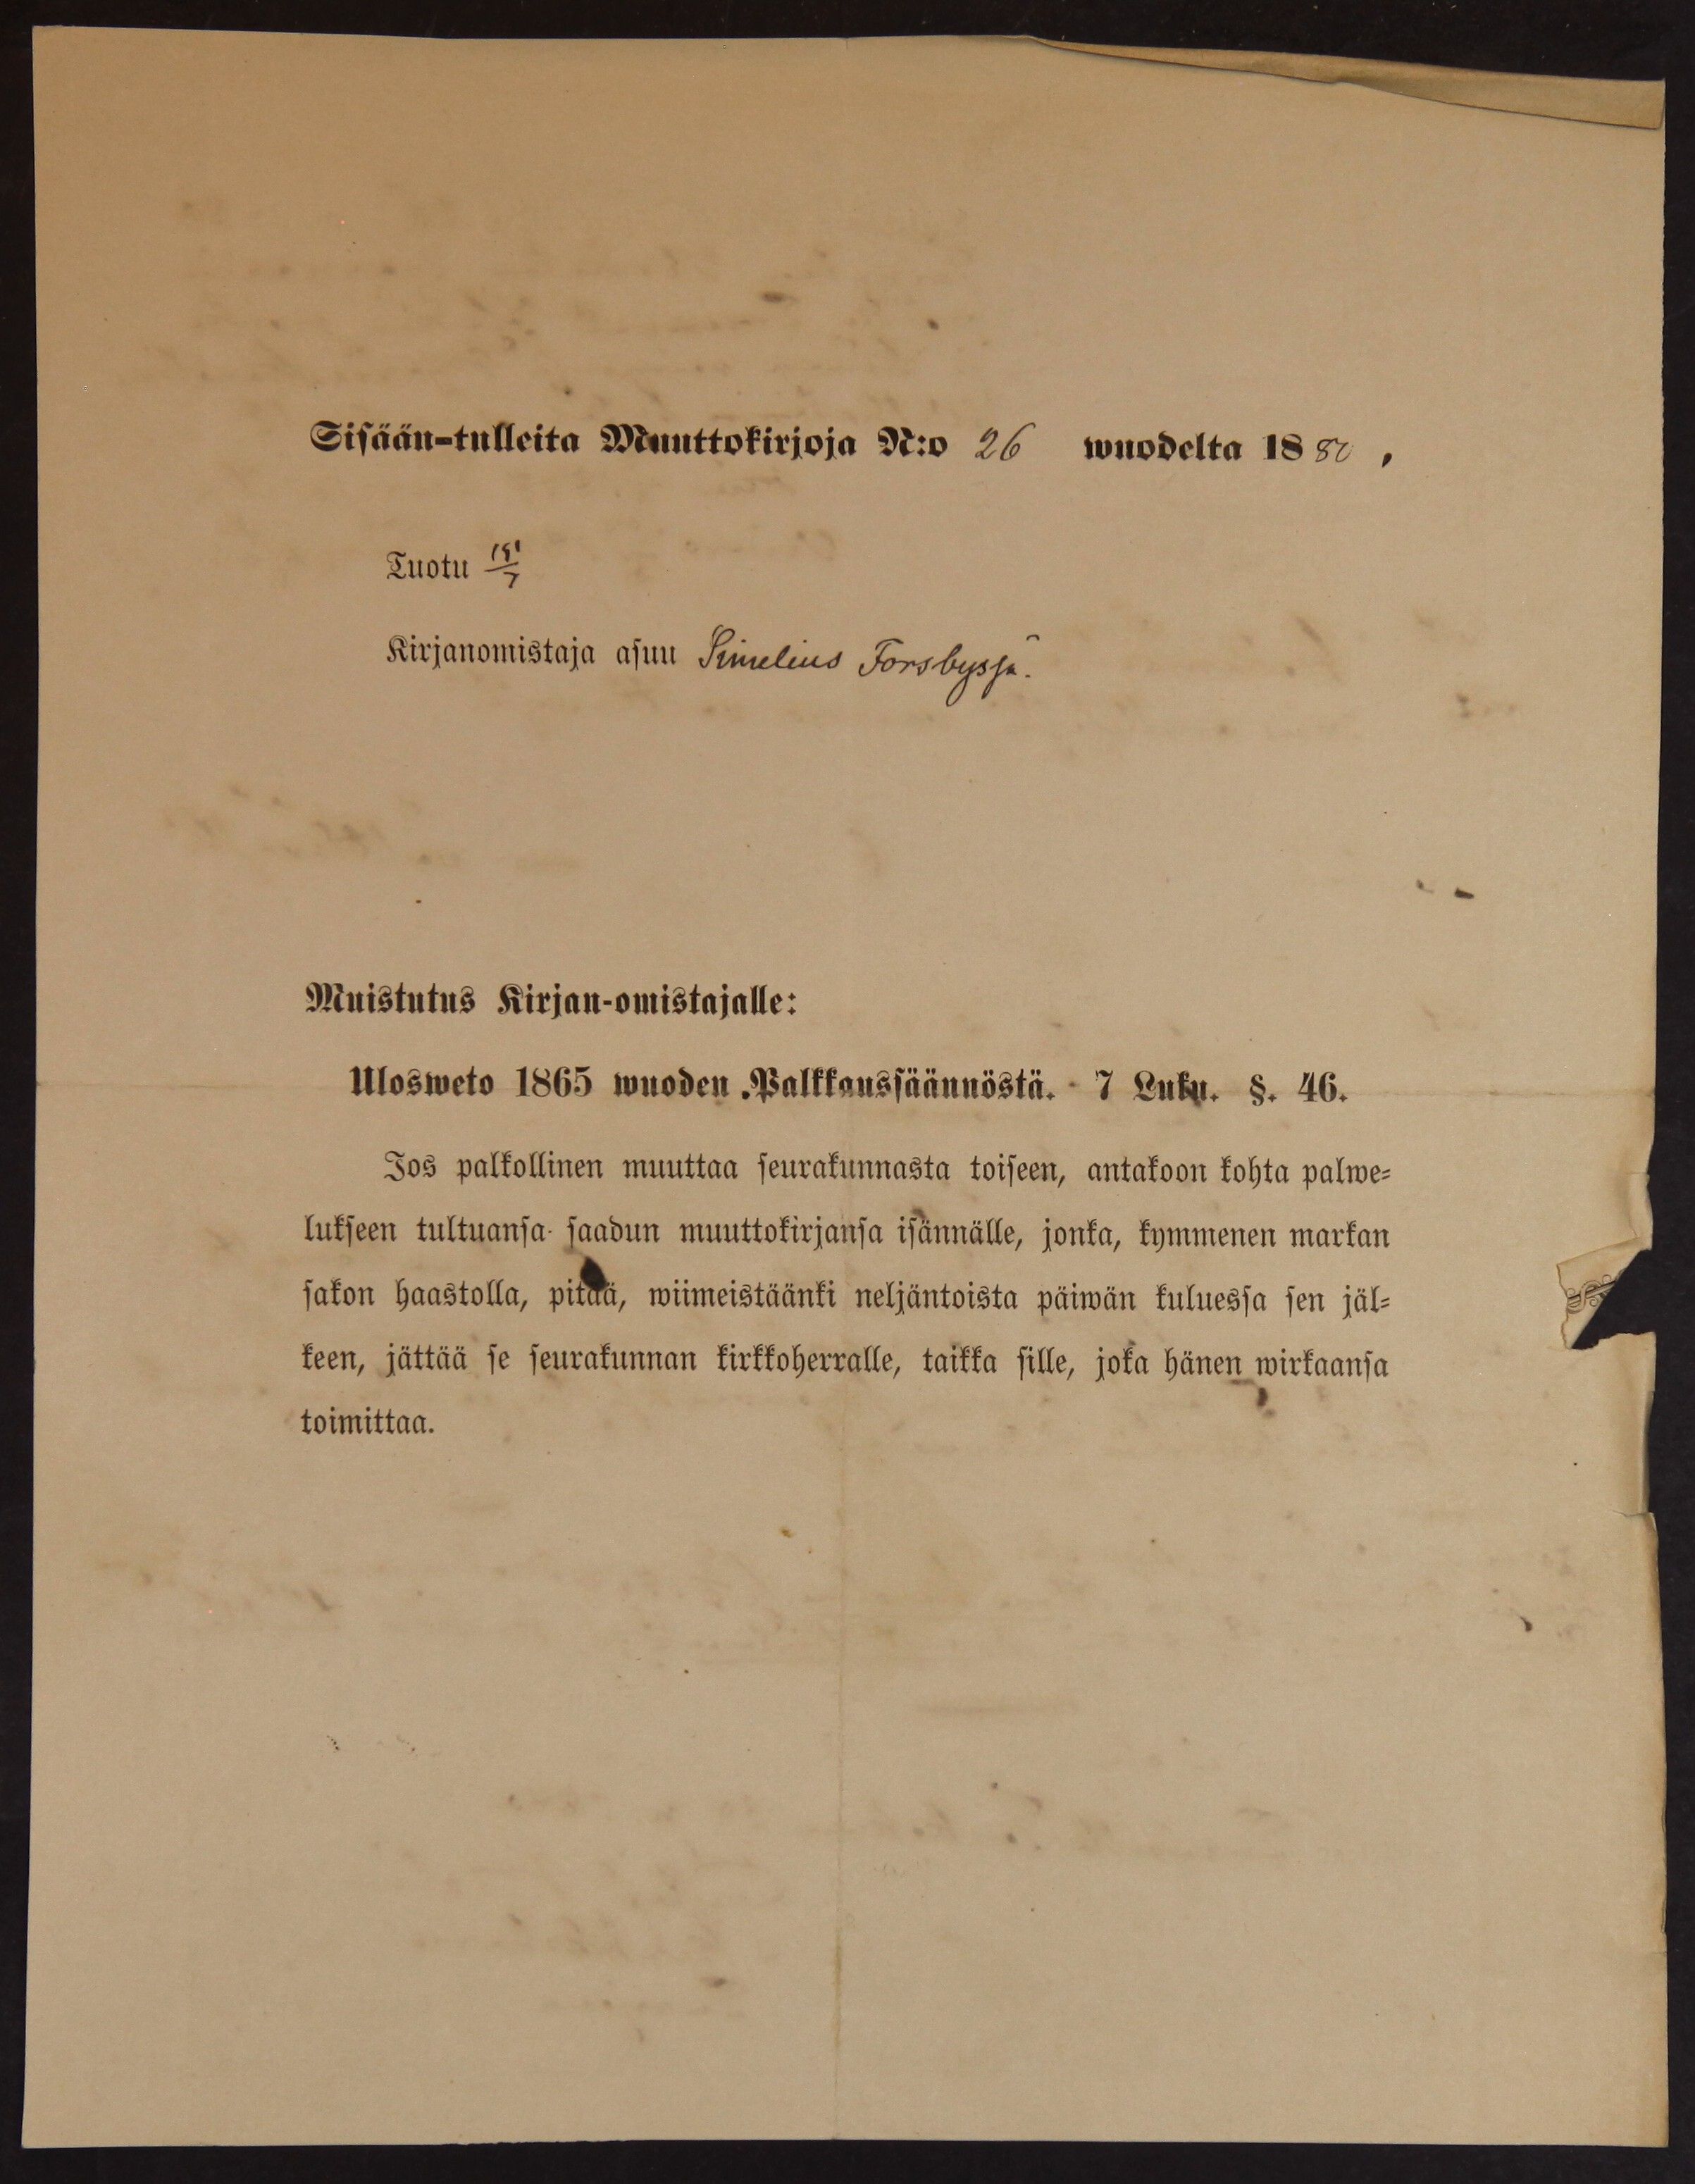 Sisään-tulleita Muuttokirjoja N:o 26 wuodelta 1880,
Tuotu 15/7
Kirjanomistaja asuu Simelius Forsbyssä.
Muistutus Kirjan-omistajalle:
Ulosweto 1865 wuoden Palkkaussäännöstä. 7 Luku. §. 46.
Jos palkollinen muuttaa seurakunnasta toiseen, antakoon kohta palwe-
lukseen tultuansa saadun muuttokirjansa isännälle, jonka, kymmenen markan
sakon haastolla, pitää, wiimeistäänki neljäntoista päiwän kuluessa sen jäl-
keen, jättää se seurakunnan kirkkoherralle, taikka sille, joka hänen wirkaansa
toimittaa.